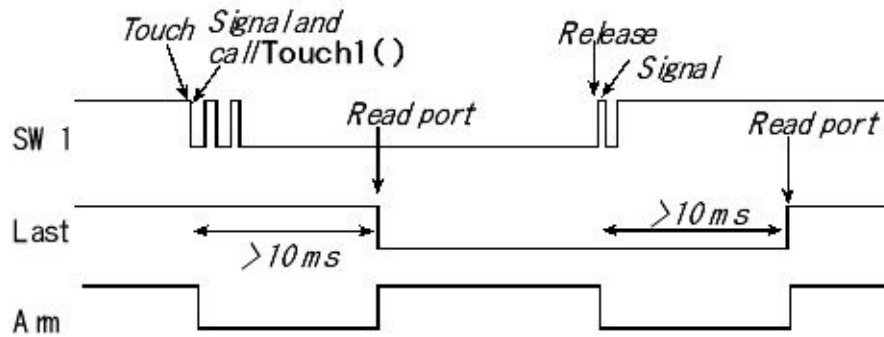 Touch
Signal and
call Touch1()
Release
Signal
SW 1
Read port
Read port
Last
>10ms
>10ms
Arm